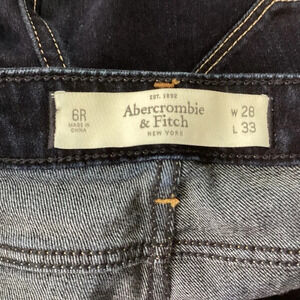 6R
MADE IN
CHINA
EST. 1892
Abercrombie
& Fitch
NEW YORK
W 28
L 33